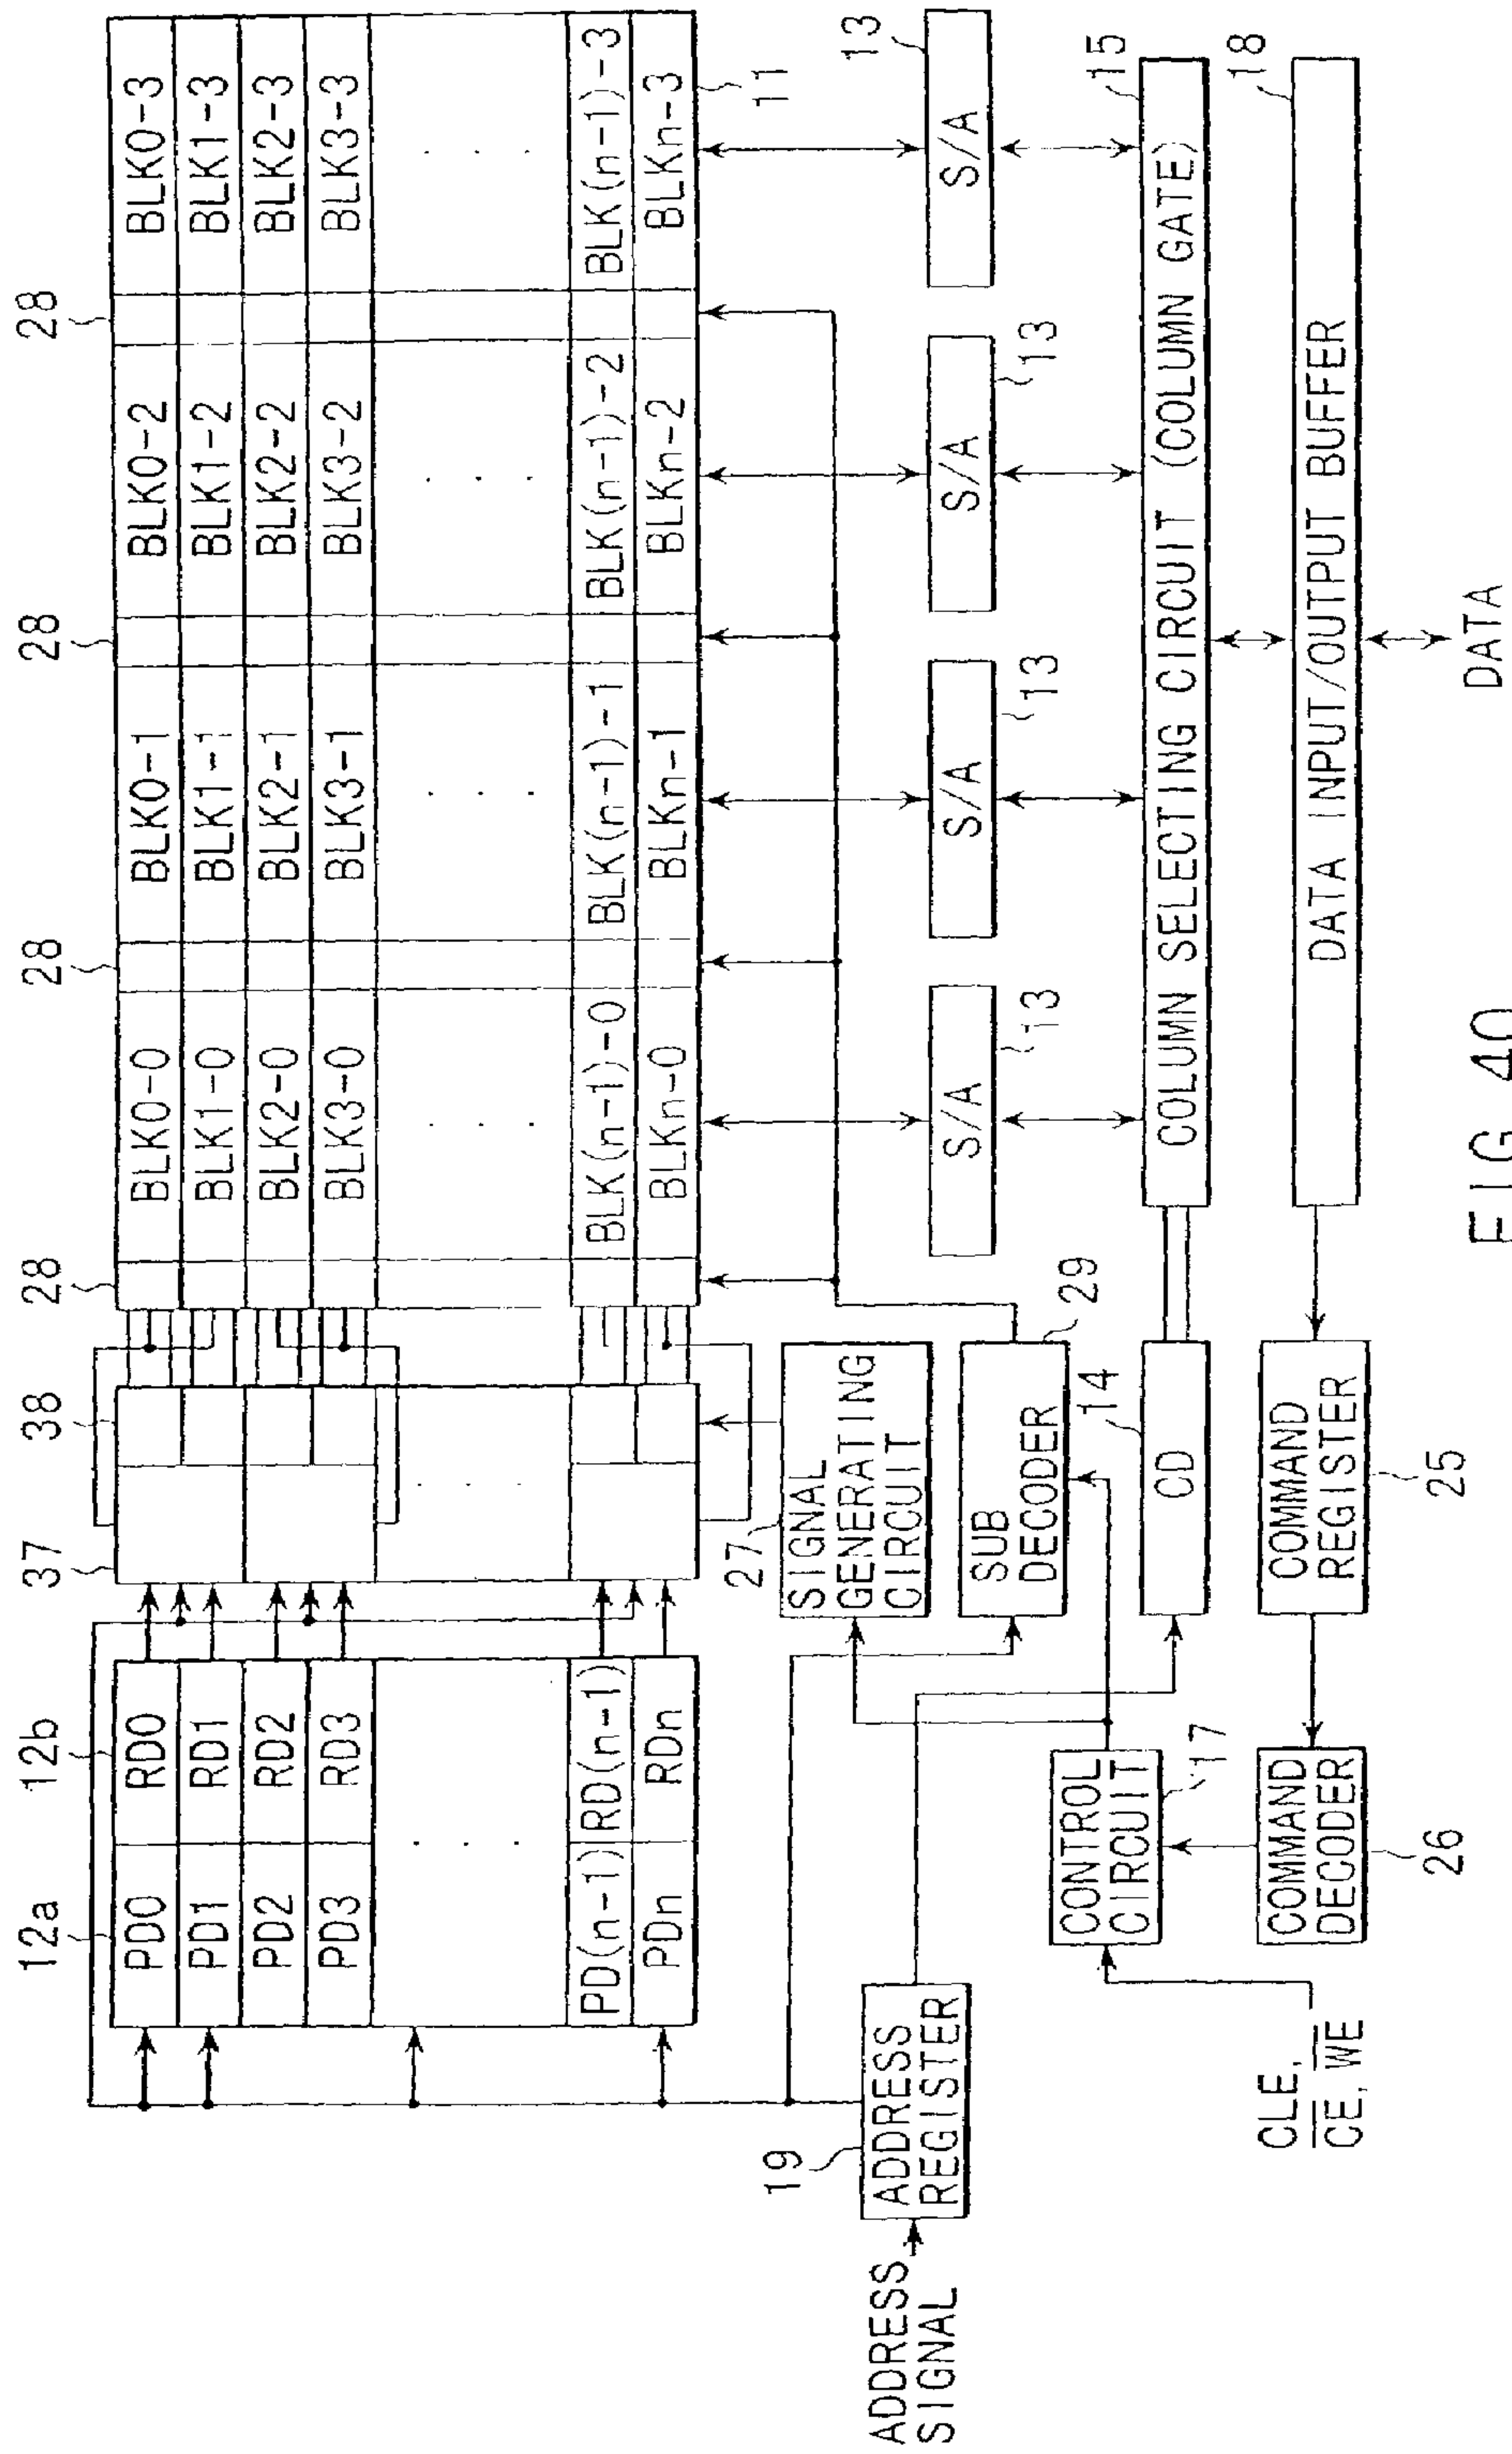 12a 12b 37 38 28 28 28 28
PD0 RD0 BLK0-0 BLK0-1 BLK0-2 BLK0-3
PD1 RD1 BLK1-0 BLK1-1 BLK1-2 BLK1-3
PD2 RD2 BLK2-0 BLK2-1 BLK2-2 BLK2-3
PD3 RD3 BLK3-0 BLK3-1 BLK3-2 BLK3-3
PD(n-1) RD(n-1) BLK(n-1)-0 BLK(n-1)-1 BLK(n-1)-2 BLK(n-1)-3
PDn RDn BLKn-0 BLKn-1 BLKn-2 BLKn-3
11
27
SIGNAL
GENERATING
CIRCUIT
19
ADDRESS
SIGNAL
ADDRESS
REGISTER
SUB
DECODER
29
S/A 13
S/A 13
S/A 13
S/A 13
CONTROL
CIRCUIT
17
14
CD
COLUMN SELECTING CIRCUIT (COLUMN GATE)
15
CLE,
C̅E̅, W̅E̅
COMMAND
DECODER
26
COMMAND
REGISTER
25
DATA INPUT/OUTPUT BUFFER
18
DATA
FIG. 40